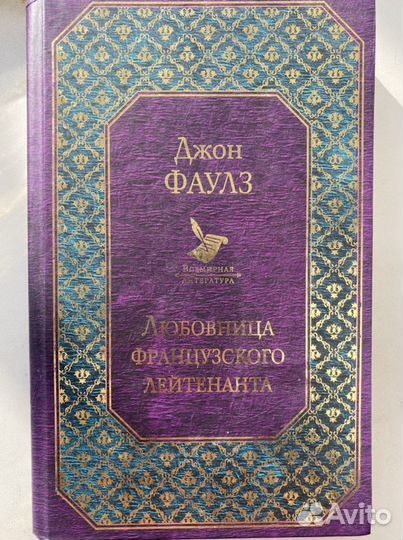 Джон
ФАУЛЗ
ВСЕМИРНАЯ
ЛИТЕРАТУРА
ЛЮБОВНИЦА
ФРАНЦУЗСКОГО
ЛЕЙТЕНАНТА
Avito